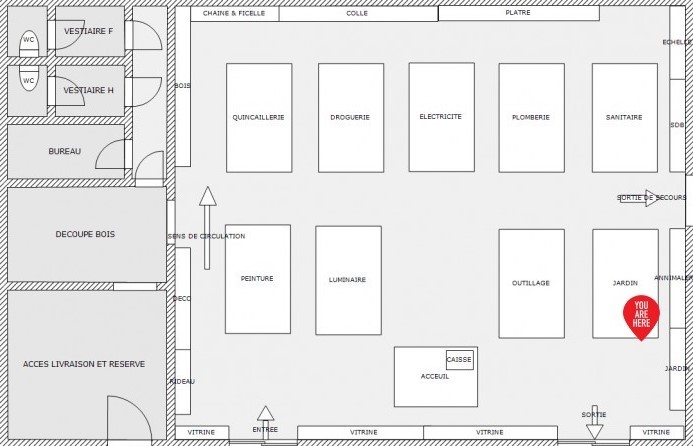 CHAINE & FICELLE
COLLE
PLATRE
WC
VESTIAIRE F
ECHELLE
WC
VESTIAIRE H
BOIS
QUINCAILLERIE
DROGUERIE
ELECTRICITE
PLOMBERIE
SANITAIRE
SDB
BUREAU
SORTIE DE SECOURS
DECOUPE BOIS
SENS DE CIRCULATION
PEINTURE
LUMINAIRE
OUTILLAGE
JARDIN
ANNIMALER
DECO
YOU
ARE
HERE
ACCES LIVRAISON ET RESERVE
CAISSE
ACCEUIL
RIDEAU
JARDIN
SORTIE
ENTREE
VITRINE
VITRINE
VITRINE
VITRINE